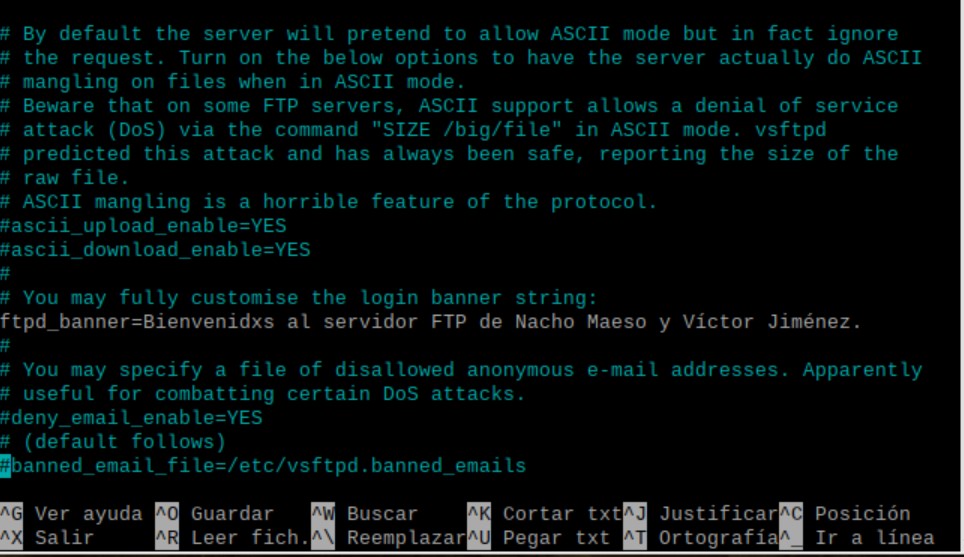 # By default the server will pretend to allow ASCII mode but in fact ignore
# the request. Turn on the below options to have the server actually do ASCII
# mangling on files when in ASCII mode.
# Beware that on some FTP servers, ASCII support allows a denial of service
# attack (DoS) via the command "SIZE /big/file" in ASCII mode. vsftpd
# predicted this attack and has always been safe, reporting the size of the
# raw file.
# ASCII mangling is a horrible feature of the protocol.
#ascii_upload_enable=YES
#ascii_download_enable=YES
#
# You may fully customise the login banner string:
ftpd_banner=Bienvenidxs al servidor FTP de Nacho Maeso y Víctor Jiménez.
#
# You may specify a file of disallowed anonymous e-mail addresses. Apparently
# useful for combatting certain DoS attacks.
#deny_email_enable=YES
# (default follows)
#banned_email_file=/etc/vsftpd.banned_emails
^G Ver ayuda ^O Guardar ^W Buscar ^K Cortar txt ^J Justificar ^C Posición
^X Salir ^R Leer fich. ^\ Reemplazar ^U Pegar txt ^T Ortografía ^_ Ir a línea